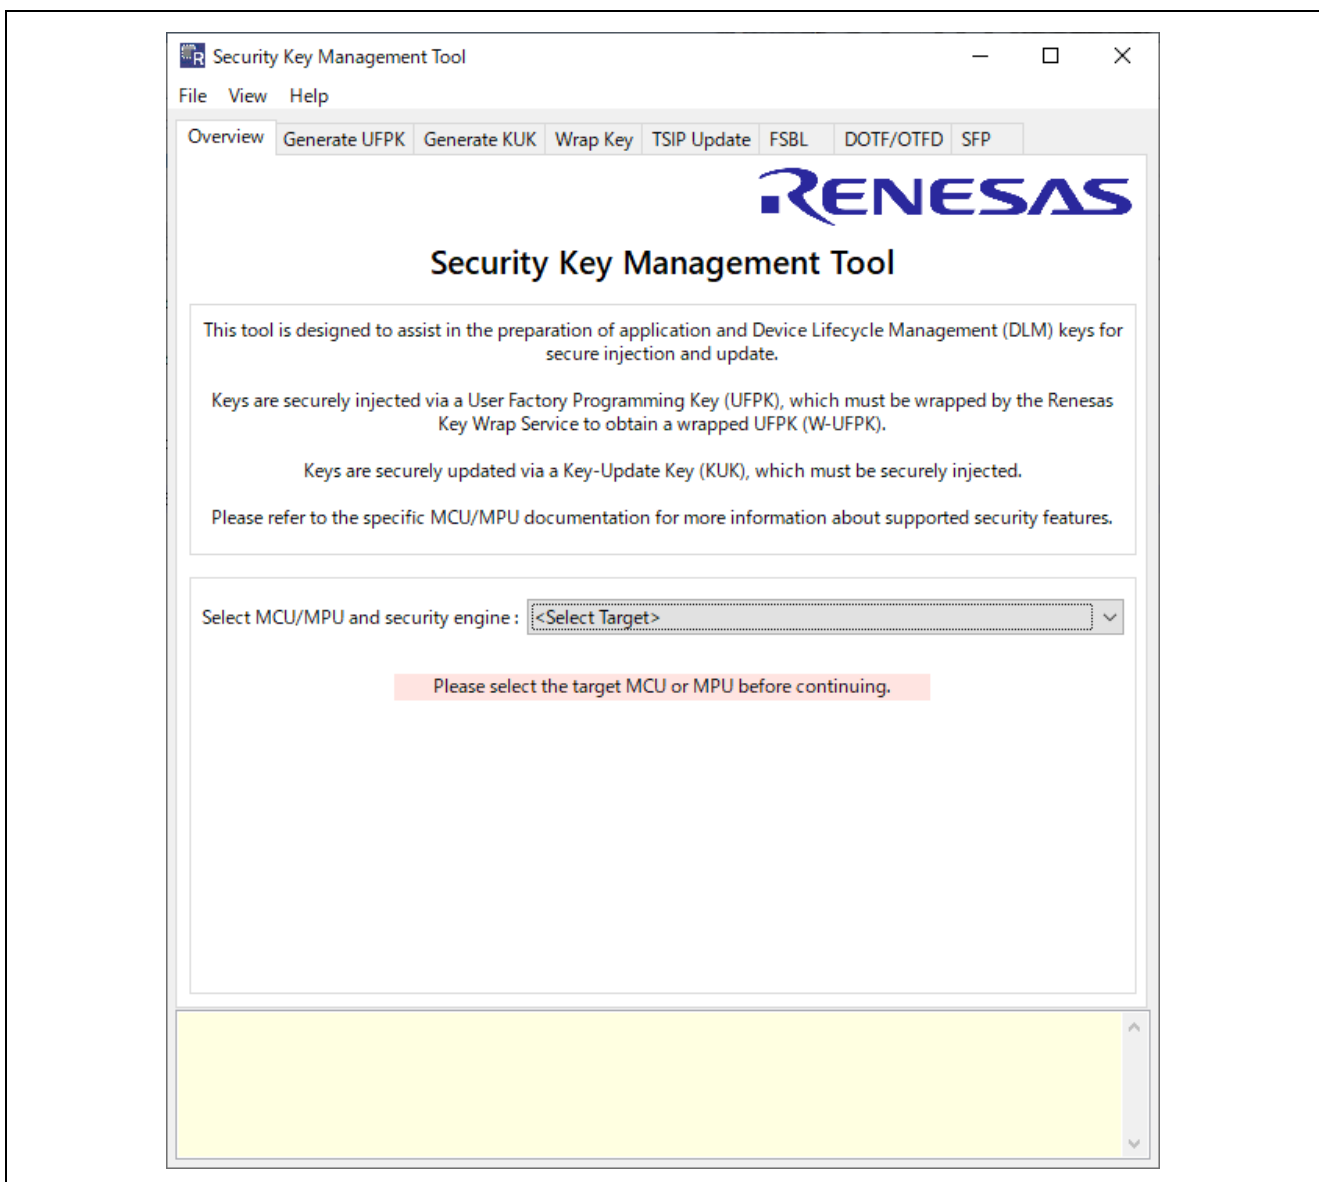 Security Key Management Tool
File View Help
Overview Generate UFPK Generate KUK Wrap Key TSIP Update FSBL DOTF/OTFD SFP
RENESAS
Security Key Management Tool
This tool is designed to assist in the preparation of application and Device Lifecycle Management (DLM) keys for
secure injection and update.
Keys are securely injected via a User Factory Programming Key (UFPK), which must be wrapped by the Renesas
Key Wrap Service to obtain a wrapped UFPK (W-UFPK).
Keys are securely updated via a Key-Update Key (KUK), which must be securely injected.
Please refer to the specific MCU/MPU documentation for more information about supported security features.
Select MCU/MPU and security engine : <Select Target>
Please select the target MCU or MPU before continuing.